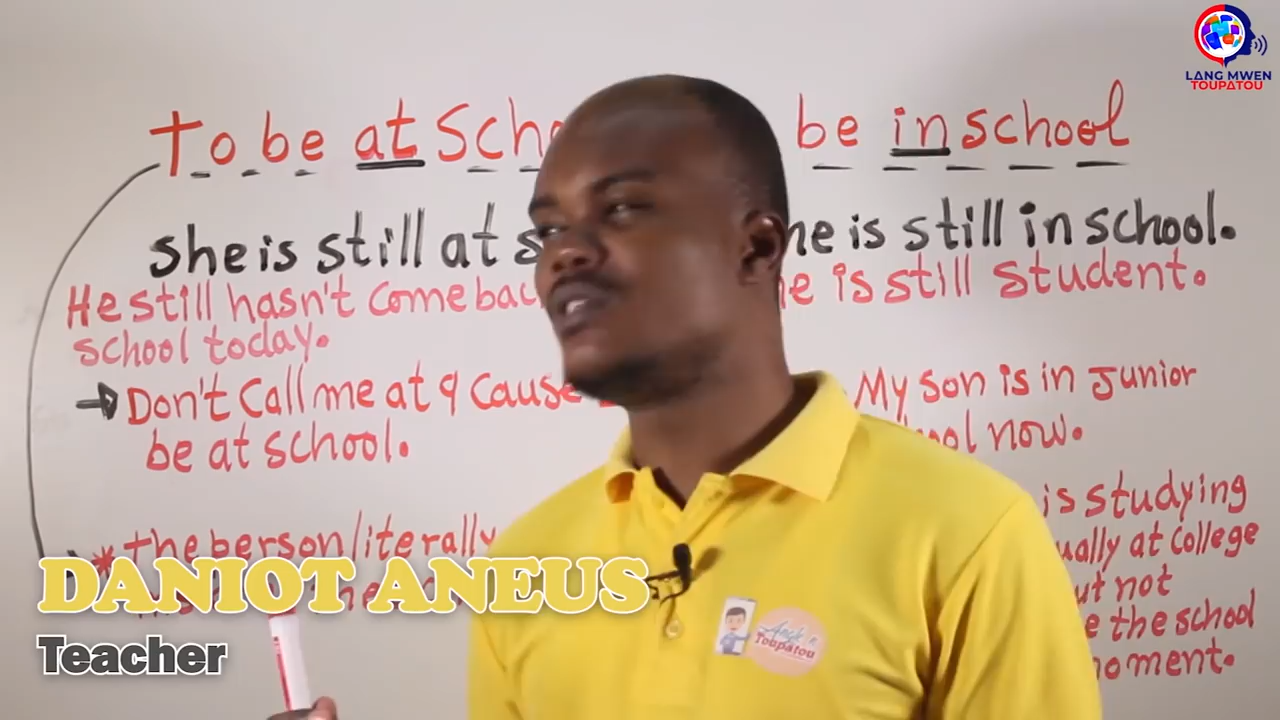 LANG MWEN
TOUPATOU
To be at Scho be in school
she is still at s he is still in school.
He still hasn't come bac he is still student.
school today.
Don't Call me at 9 Cause My son is in Junior
be at school. ool now.
is studying
* the person literally ually at College
ut not
e the school
moment.
DANIOT ANEUS
Teacher
Toupatou